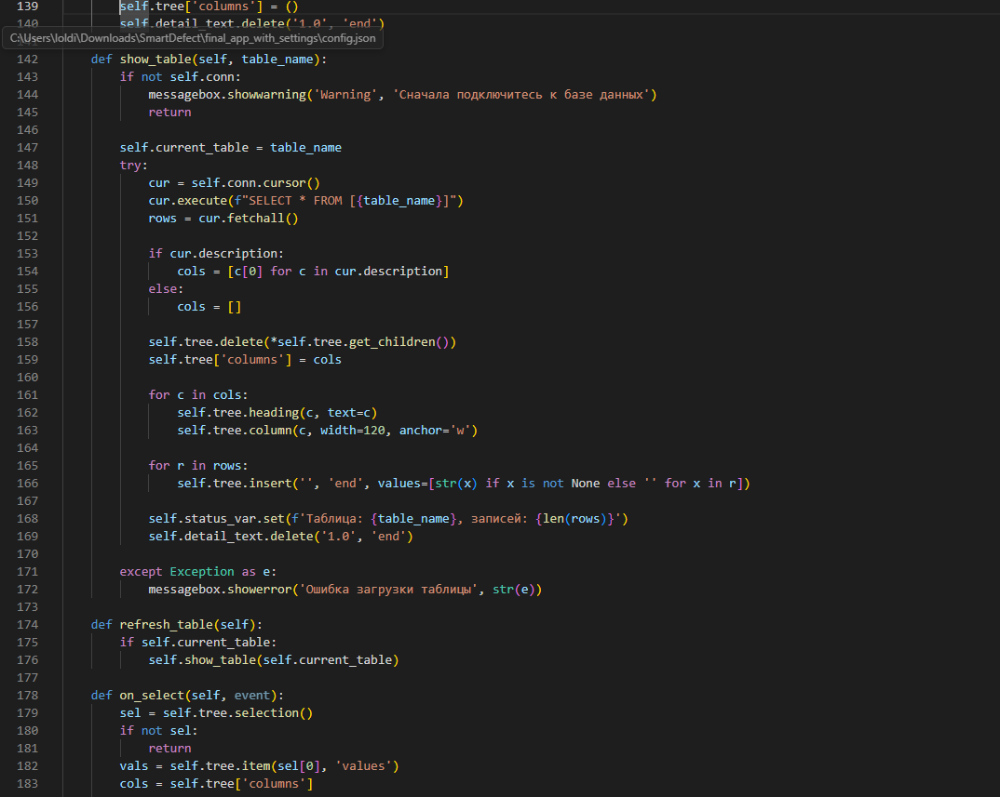 139 self.tree['columns'] = ()
140 self.detail_text.delete('1.0', 'end')
C:\Users\loldi\Downloads\SmartDefect\final_app_with_settings\config.json
142 def show_table(self, table_name):
143 if not self.conn:
144 messagebox.showwarning('Warning', 'Сначала подключитесь к базе данных')
145 return
146
147 self.current_table = table_name
148 try:
149 cur = self.conn.cursor()
150 cur.execute(f"SELECT * FROM [{table_name}]")
151 rows = cur.fetchall()
152
153 if cur.description:
154 cols = [c[0] for c in cur.description]
155 else:
156 cols = []
157
158 self.tree.delete(*self.tree.get_children())
159 self.tree['columns'] = cols
160
161 for c in cols:
162 self.tree.heading(c, text=c)
163 self.tree.column(c, width=120, anchor='w')
164
165 for r in rows:
166 self.tree.insert('', 'end', values=[str(x) if x is not None else '' for x in r])
167
168 self.status_var.set(f'Таблица: {table_name}, записей: {len(rows)}')
169 self.detail_text.delete('1.0', 'end')
170
171 except Exception as e:
172 messagebox.showerror('Ошибка загрузки таблицы', str(e))
173
174 def refresh_table(self):
175 if self.current_table:
176 self.show_table(self.current_table)
177
178 def on_select(self, event):
179 sel = self.tree.selection()
180 if not sel:
181 return
182 vals = self.tree.item(sel[0], 'values')
183 cols = self.tree['columns']